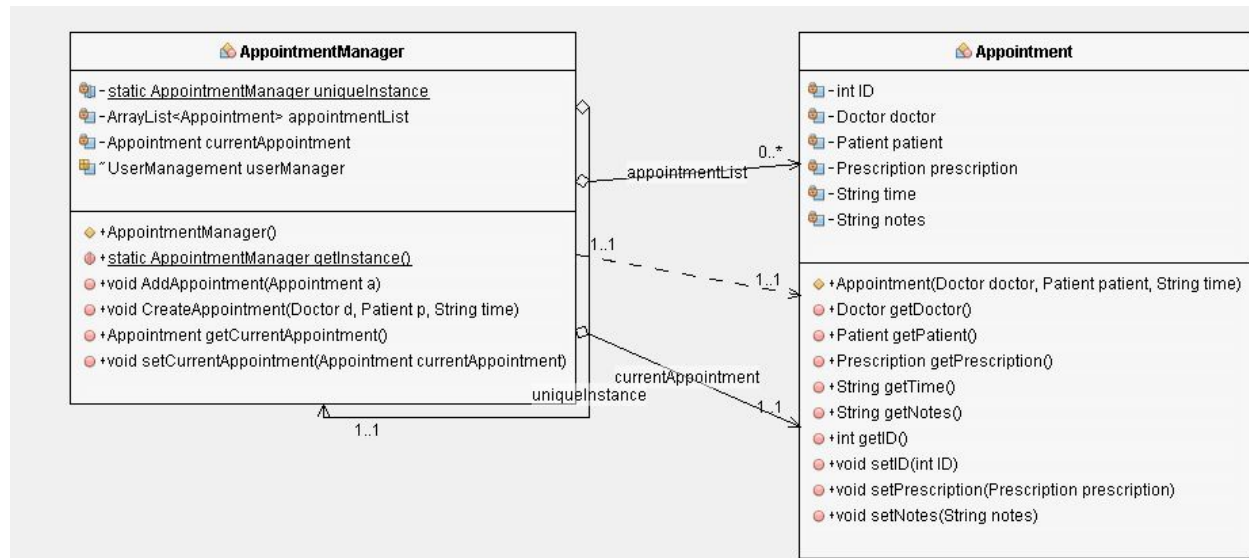 AppointmentManager
- static AppointmentManager uniqueInstance
- ArrayList<Appointment> appointmentList
- Appointment currentAppointment
~ UserManagement userManager
+AppointmentManager()
+static AppointmentManager getInstance()
+void AddAppointment(Appointment a)
+void CreateAppointment(Doctor d, Patient p, String time)
+Appointment getCurrentAppointment()
+void setCurrentAppointment(Appointment currentAppointment)
appointmentList
0..*
1..1
1..1
currentAppointment
1..1
uniqueInstance
1..1
Appointment
- int ID
- Doctor doctor
- Patient patient
- Prescription prescription
- String time
- String notes
+Appointment(Doctor doctor, Patient patient, String time)
+Doctor getDoctor()
+Patient getPatient()
+Prescription getPrescription()
+String getTime()
+String getNotes()
+int getID()
+void setID(int ID)
+void setPrescription(Prescription prescription)
+void setNotes(String notes)